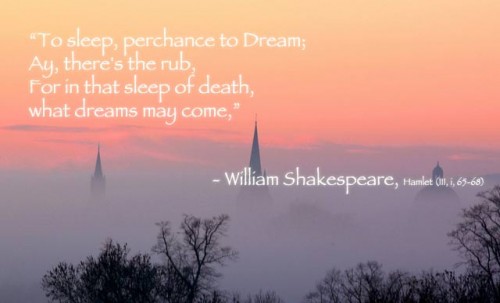 “To sleep, perchance to Dream;
Ay, there's the rub,
For in that sleep of death,
what dreams may come,”
~ William Shakespeare, Hamlet (III, i, 65-68)